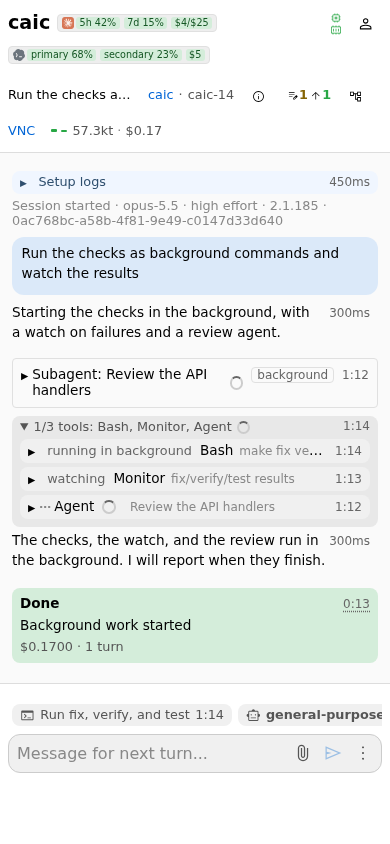 caic 5h 42% 7d 15% $4/$25
primary 68% secondary 23% $5
Run the checks a... caic · caic-14 1 ↑1
VNC 57.3kt · $0.17
▸ Setup logs 450ms
Session started · opus-5.5 · high effort · 2.1.185 ·
0ac768bc-a58b-4f81-9e49-c0147d33d640
Run the checks as background commands and
watch the results
Starting the checks in the background, with 300ms
a watch on failures and a review agent.
▸ Subagent: Review the API background 1:12
handlers
▼ 1/3 tools: Bash, Monitor, Agent 1:14
▸ running in background Bash make fix ve... 1:14
▸ watching Monitor fix/verify/test results 1:13
▸ ··· Agent Review the API handlers 1:12
The checks, the watch, and the review run in 300ms
the background. I will report when they finish.
Done 0:13
Background work started
$0.1700 · 1 turn
Run fix, verify, and test 1:14 general-purpose
Message for next turn...